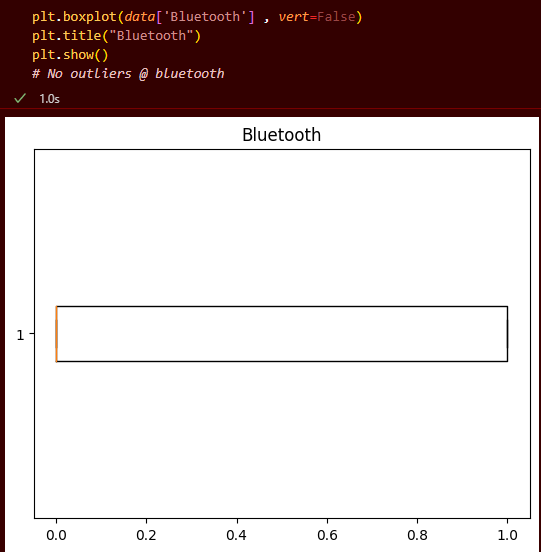 plt.boxplot(data['Bluetooth'] , vert=False)
plt.title("Bluetooth")
plt.show()
# No outliers @ bluetooth
1.0s
Bluetooth
1
0.0 0.2 0.4 0.6 0.8 1.0